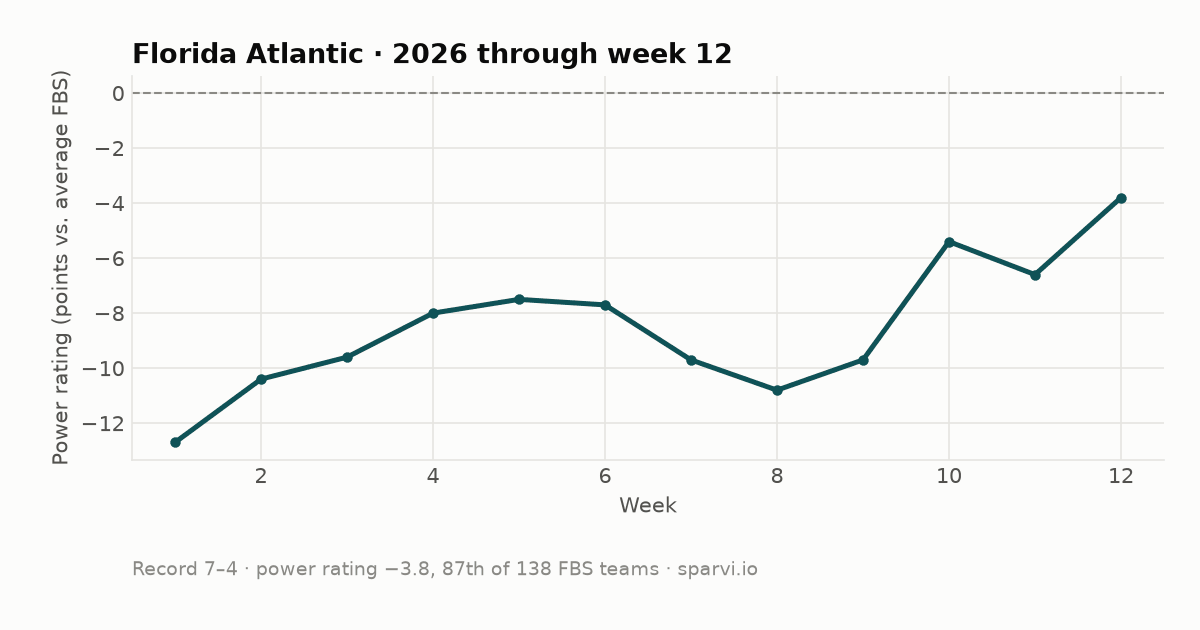 Florida Atlantic · 2026 through week 12
Power rating (points vs. average FBS)
0
−2
−4
−6
−8
−10
−12
2 4 6 8 10 12
Week
Record 7–4 · power rating −3.8, 87th of 138 FBS teams · sparvi.io